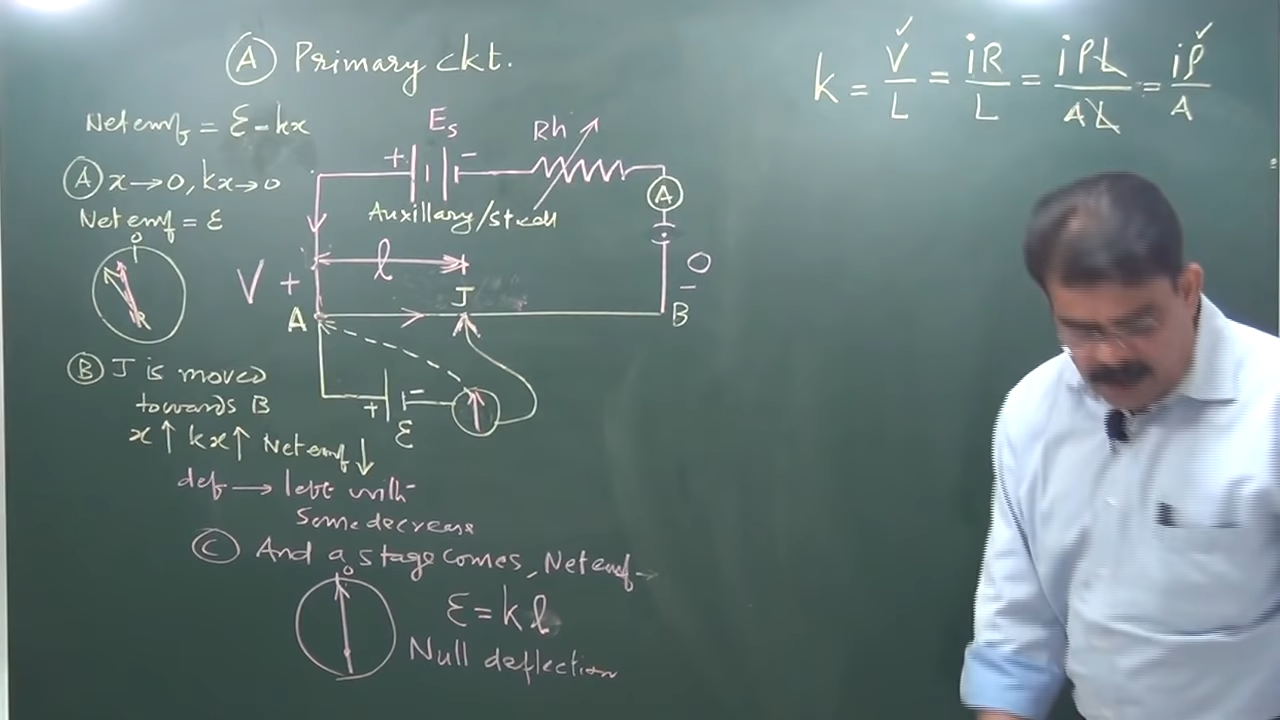 Ⓐ Primary ckt.
k = V/L = iR/L = iρL/AL = iρ/A
Net emf = ε - kx
Es
Rh
+ -
Ⓐ x→0, kx→0
A
Auxillary/st cell
Net emf = ε
0
l
O
V +
-
J
A
B
Ⓑ J is moved
towards B
+ -
ε
x↑ kx↑ Net emf ↓
def → left with
Some decrease
Ⓒ And a stage comes, Net emf →
0
ε = kl
Null deflection